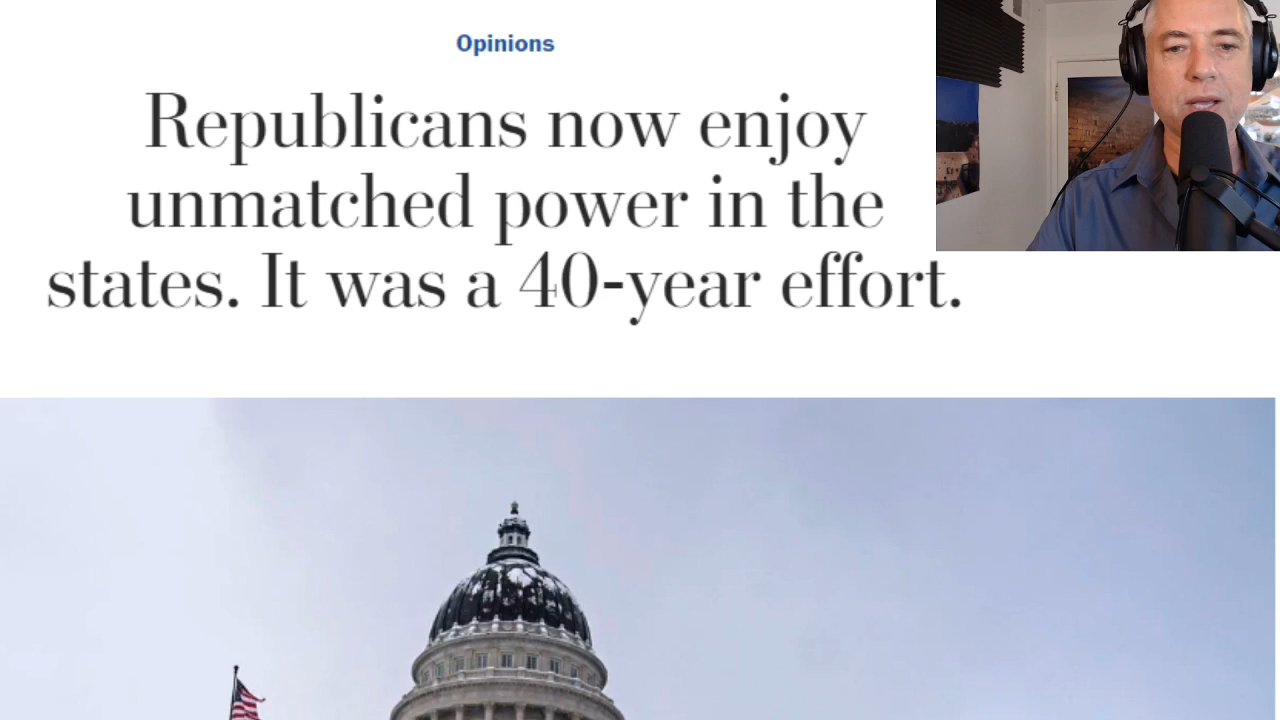 Opinions
Republicans now enjoy
unmatched power in the
states. It was a 40-year effort.